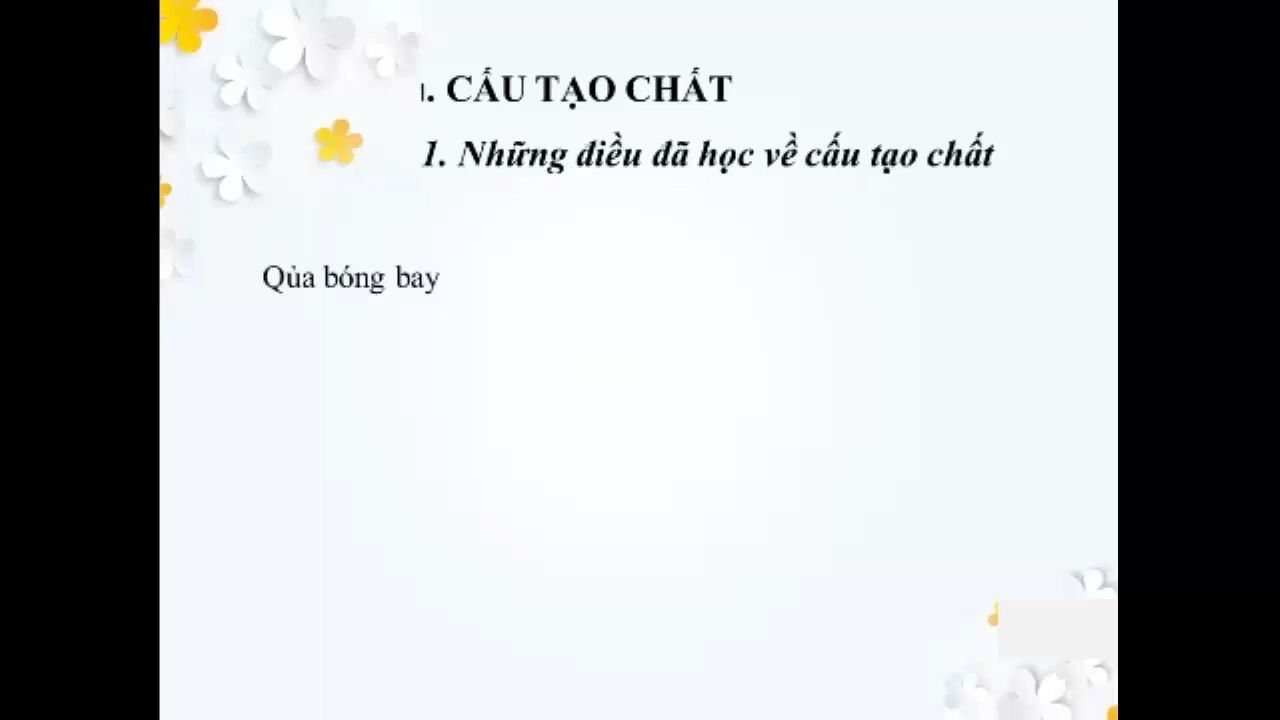 . CẤU TẠO CHẤT
1. Những điều đã học về cấu tạo chất
Qủa bóng bay